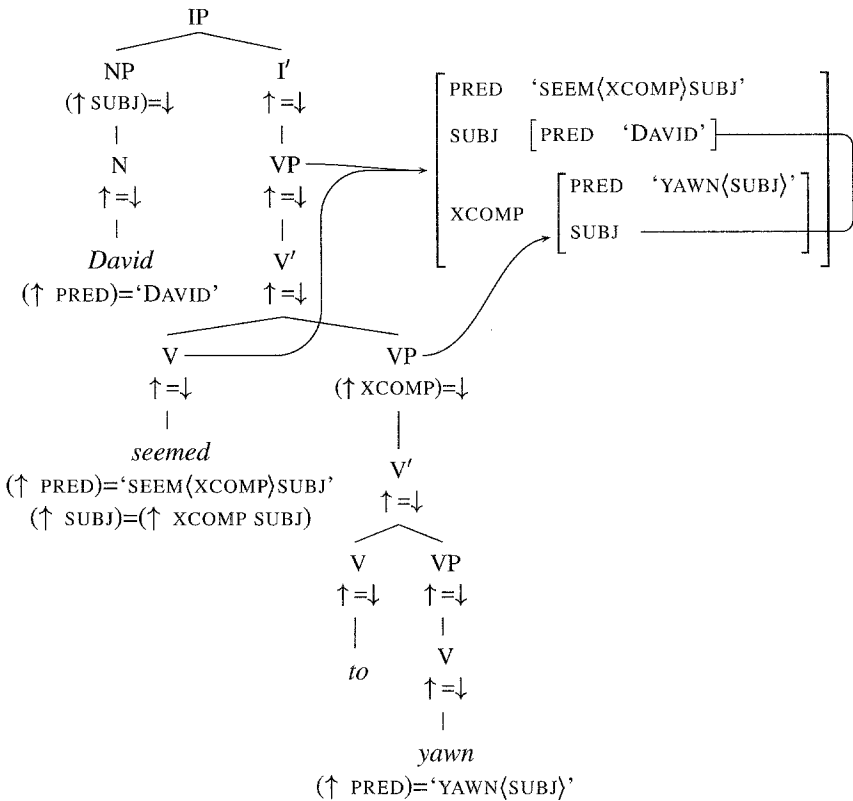 IP
NP I′
(↑ SUBJ)=↓ ↑=↓
N VP
↑=↓ ↑=↓
David V′
(↑ PRED)=‘DAVID’ ↑=↓
V VP
↑=↓ (↑ XCOMP)=↓
seemed
(↑ PRED)=‘SEEM⟨XCOMP⟩SUBJ’
(↑ SUBJ)=(↑ XCOMP SUBJ)
V′
↑=↓
V VP
↑=↓ ↑=↓
to V
↑=↓
yawn
(↑ PRED)=‘YAWN⟨SUBJ⟩’
PRED ‘SEEM⟨XCOMP⟩SUBJ’
SUBJ [PRED ‘DAVID’]
XCOMP
PRED ‘YAWN⟨SUBJ⟩’
SUBJ